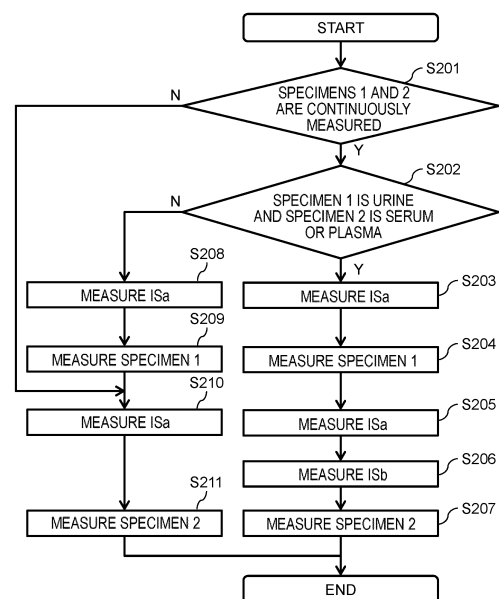 START
S201
N
SPECIMENS 1 AND 2
ARE CONTINUOUSLY
MEASURED
Y
S202
N
SPECIMEN 1 IS URINE
AND SPECIMEN 2 IS SERUM
OR PLASMA
Y
S208
MEASURE ISa
S203
MEASURE ISa
S209
MEASURE SPECIMEN 1
S204
MEASURE SPECIMEN 1
S210
MEASURE ISa
S205
MEASURE ISa
S206
MEASURE ISb
S211
MEASURE SPECIMEN 2
S207
MEASURE SPECIMEN 2
END